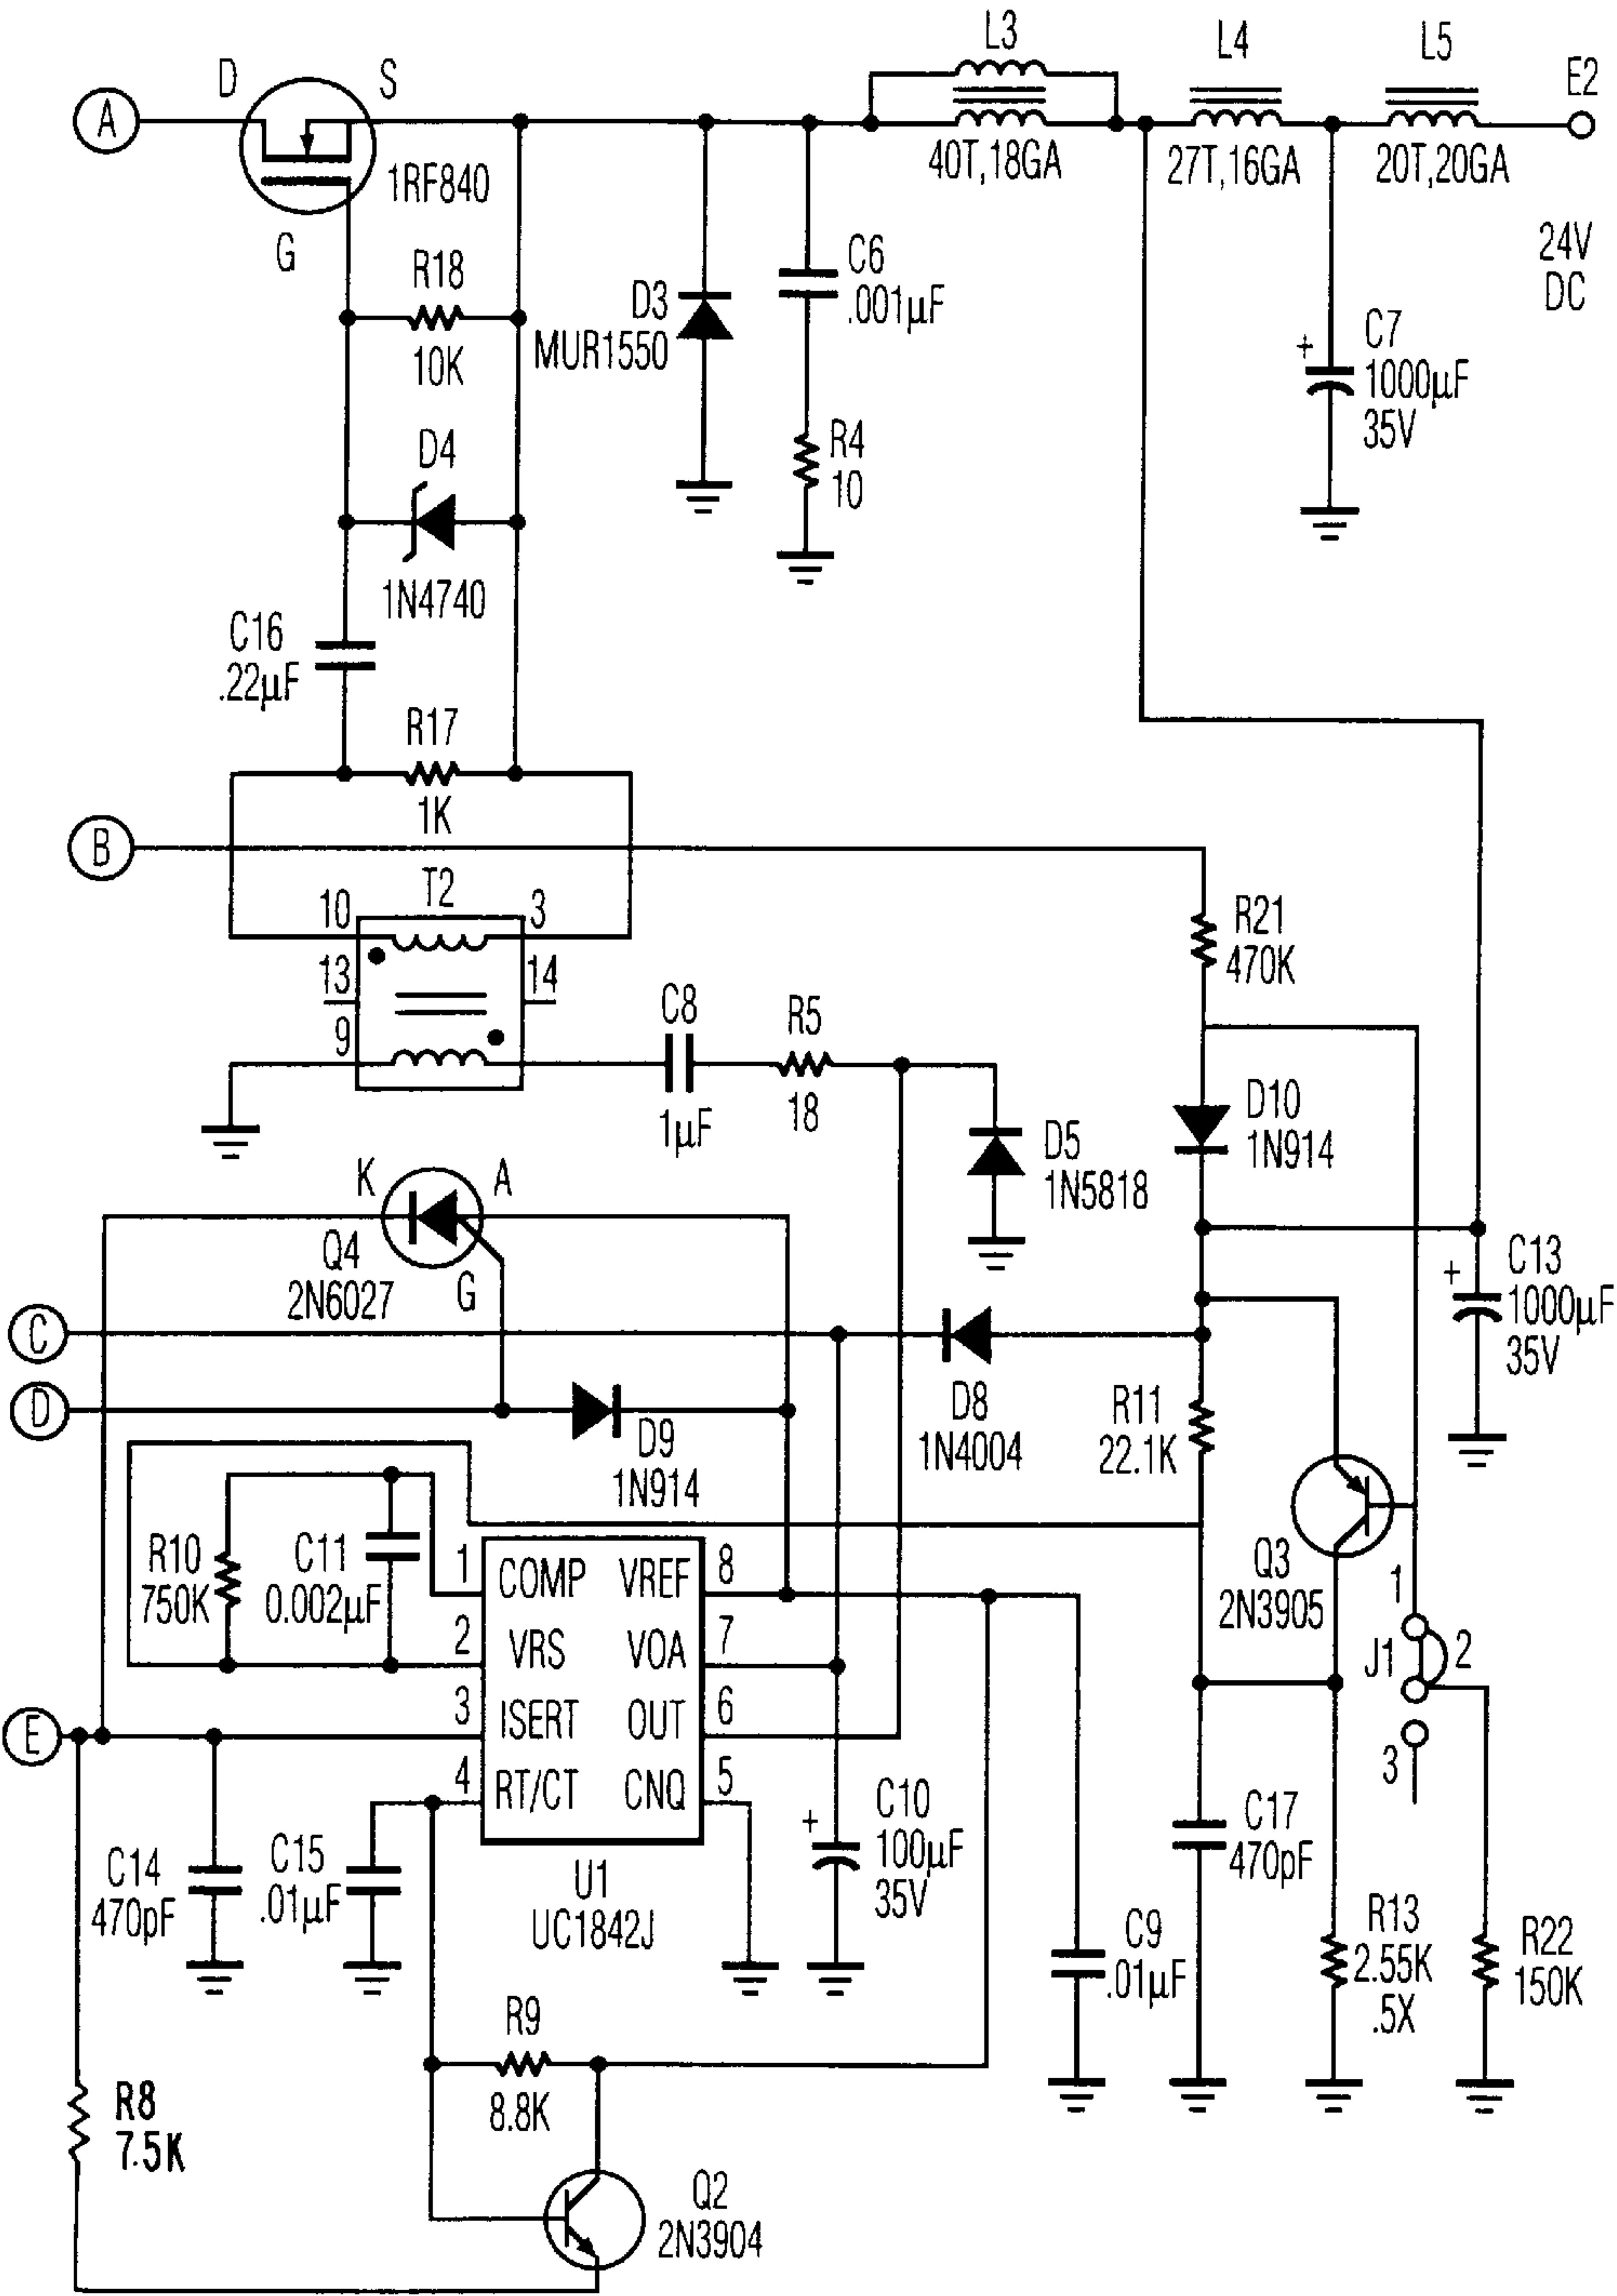 L3
L4
L5
E2
D
S
A
1RF840
40T,18GA
27T,16GA
20T,20GA
G
24V
DC
R18
10K
D3
MUR1550
C6
.001µF
C7
+
1000µF
35V
R4
10
D4
1N4740
C16
.22µF
R17
1K
B
T2
10
3
13
14
9
R21
470K
C8
1µF
R5
18
D10
1N914
D5
1N5818
K
A
Q4
2N6027
G
C
C13
+
1000µF
35V
D
D9
1N914
D8
1N4004
R11
22.1K
R10
750K
C11
0.002µF
Q3
2N3905
1
COMP
VREF
8
2
VRS
VOA
7
3
ISERT
OUT
6
4
RT/CT
CNQ
5
1
J1
2
3
E
C14
470pF
C15
.01µF
U1
UC1842J
+
C10
100µF
35V
C17
470pF
C9
.01µF
R13
2.55K
.5X
R22
150K
R9
8.8K
R8
7.5K
Q2
2N3904